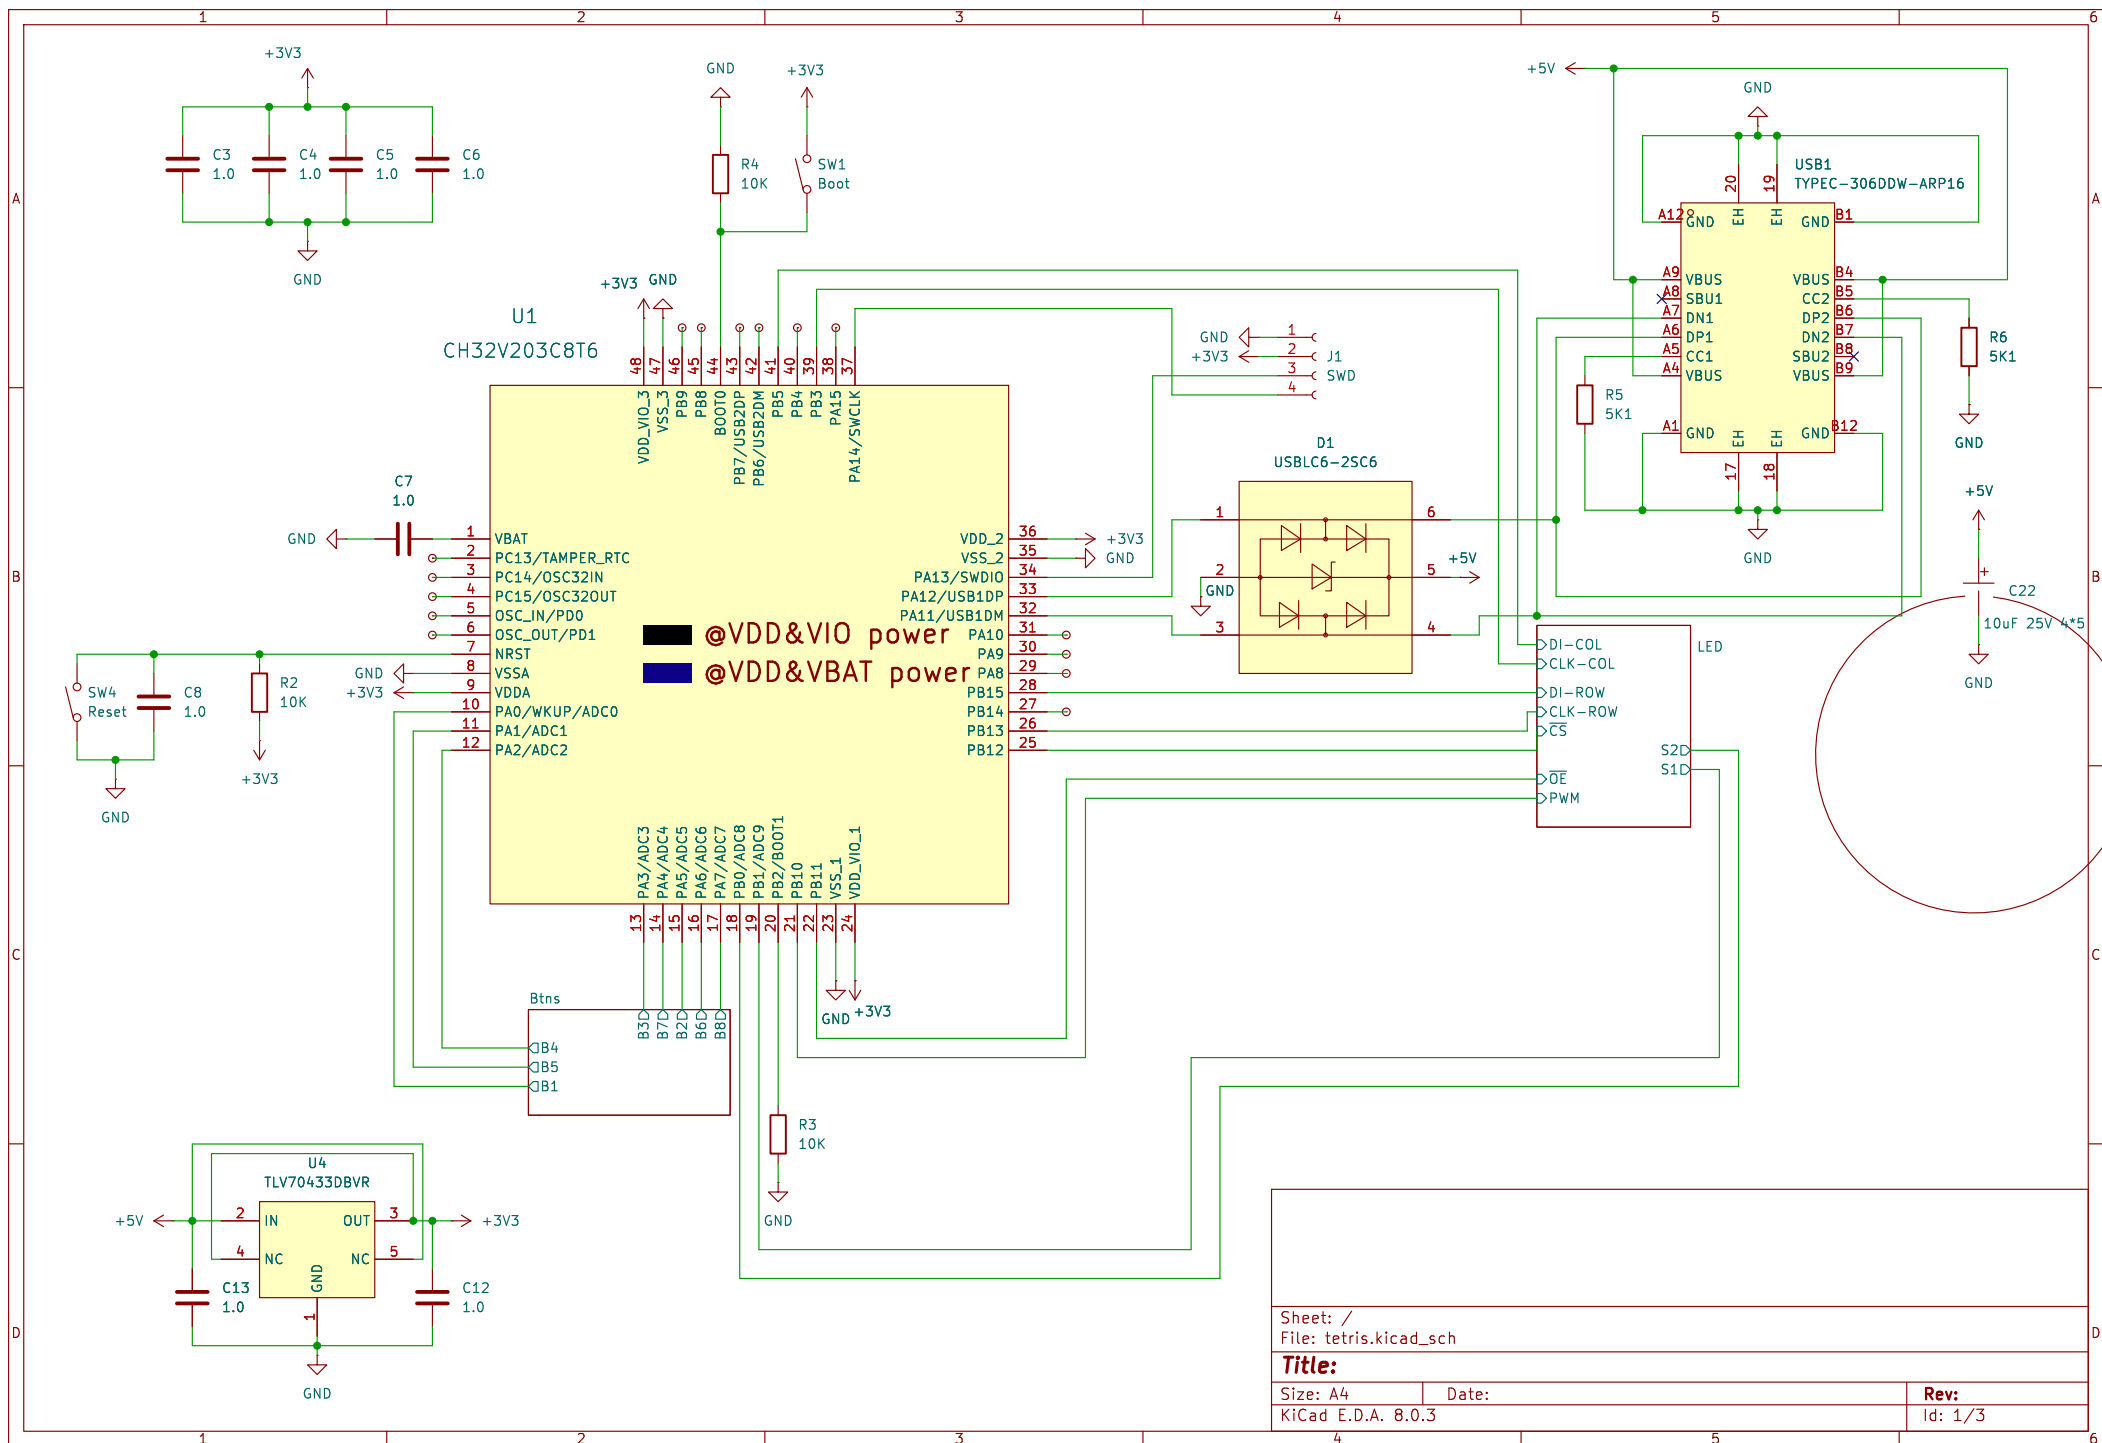 1 2 3 4 5 6
A
B
C
D
+3V3
C3
1.0
C4
1.0
C5
1.0
C6
1.0
GND
GND
+3V3
R4
10K
SW1
Boot
+5V
GND
USB1
TYPEC-306DDW-ARP16
20
19
EH
EH
A12
GND
GND
B1
A9
VBUS
VBUS
B4
A8
SBU1
CC2
B5
A7
DN1
DP2
B6
A6
DP1
DN2
B7
A5
CC1
SBU2
B8
A4
VBUS
VBUS
B9
A1
GND
GND
B12
EH
EH
17
18
GND
R5
5K1
R6
5K1
GND
+5V
+
C22
10uF 25V 4*5
GND
U1
CH32V203C8T6
+3V3
GND
48
47
46
45
44
43
42
41
40
39
38
37
VDD_VIO_3
VSS_3
PB9
PB8
BOOT0
PB7/USB2DP
PB6/USB2DM
PB5
PB4
PB3
PA15
PA14/SWCLK
GND
+3V3
1
2
3
4
J1
SWD
D1
USBLC6-2SC6
1
2
3
6
5
4
GND
+5V
C7
1.0
GND
1
VBAT
2
PC13/TAMPER_RTC
3
PC14/OSC32IN
4
PC15/OSC32OUT
5
OSC_IN/PD0
6
OSC_OUT/PD1
7
NRST
8
VSSA
9
VDDA
10
PA0/WKUP/ADC0
11
PA1/ADC1
12
PA2/ADC2
GND
+3V3
@VDD&VIO power
@VDD&VBAT power
VDD_2
36
+3V3
VSS_2
35
GND
PA13/SWDIO
34
PA12/USB1DP
33
PA11/USB1DM
32
PA10
31
PA9
30
PA8
29
PB15
28
PB14
27
PB13
26
PB12
25
SW4
Reset
C8
1.0
R2
10K
+3V3
GND
LED
DI-COL
CLK-COL
DI-ROW
CLK-ROW
CS
OE
PWM
S2
S1
PA3/ADC3
PA4/ADC4
PA5/ADC5
PA6/ADC6
PA7/ADC7
PB0/ADC8
PB1/ADC9
PB2/BOOT1
PB10
PB11
VSS_1
VDD_VIO_1
13
14
15
16
17
18
19
20
21
22
23
24
GND
+3V3
Btns
B3
B7
B2
B6
B8
B4
B5
B1
R3
10K
GND
U4
TLV70433DBVR
+5V
2
IN
OUT
3
+3V3
4
NC
NC
5
GND
1
C13
1.0
C12
1.0
GND
Sheet: /
File: tetris.kicad_sch
Title:
Size: A4
Date:
Rev:
KiCad E.D.A. 8.0.3
Id: 1/3
A
B
C
D
1 2 3 4 5 6